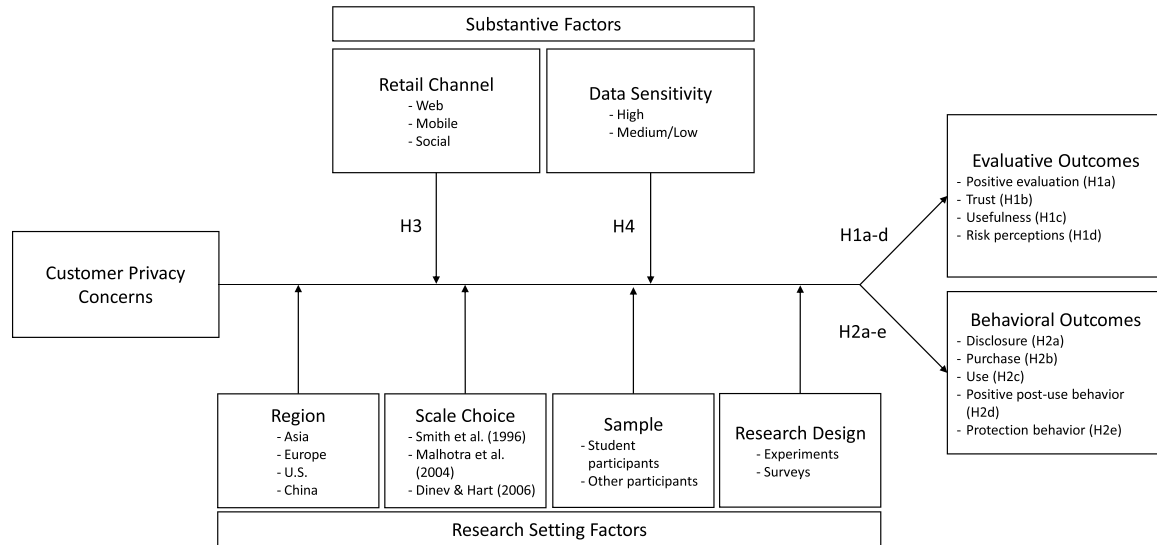 Substantive Factors
Retail Channel
- Web
- Mobile
- Social
Data Sensitivity
- High
- Medium/Low
H3
H4
Customer Privacy
Concerns
H1a-d
H2a-e
Evaluative Outcomes
- Positive evaluation (H1a)
- Trust (H1b)
- Usefulness (H1c)
- Risk perceptions (H1d)
Behavioral Outcomes
- Disclosure (H2a)
- Purchase (H2b)
- Use (H2c)
- Positive post-use behavior
(H2d)
- Protection behavior (H2e)
Region
- Asia
- Europe
- U.S.
- China
Scale Choice
- Smith et al. (1996)
- Malhotra et al.
(2004)
- Dinev & Hart (2006)
Sample
- Student
participants
- Other participants
Research Design
- Experiments
- Surveys
Research Setting Factors